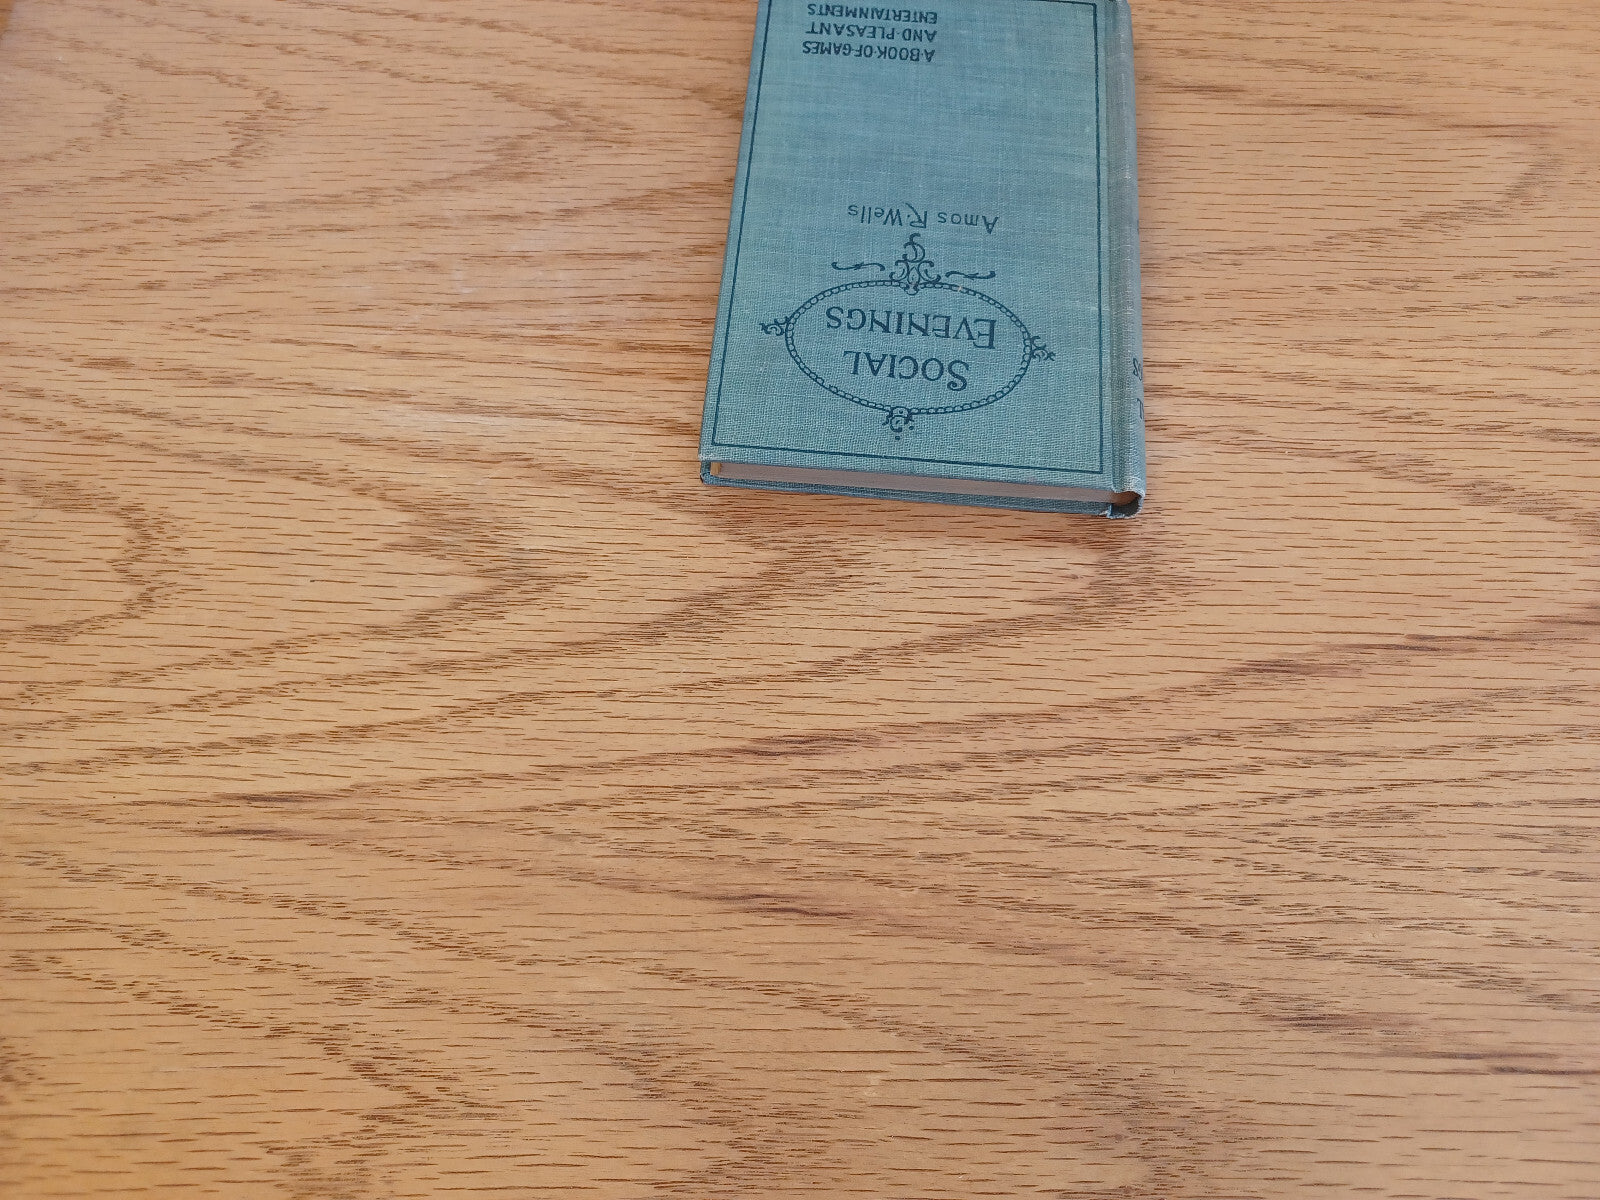 SOCIAL
EVENINGS
Amos R. Wells
A·BOOK·OF·GAMES
AND·PLEASANT
ENTERTAINMENTS